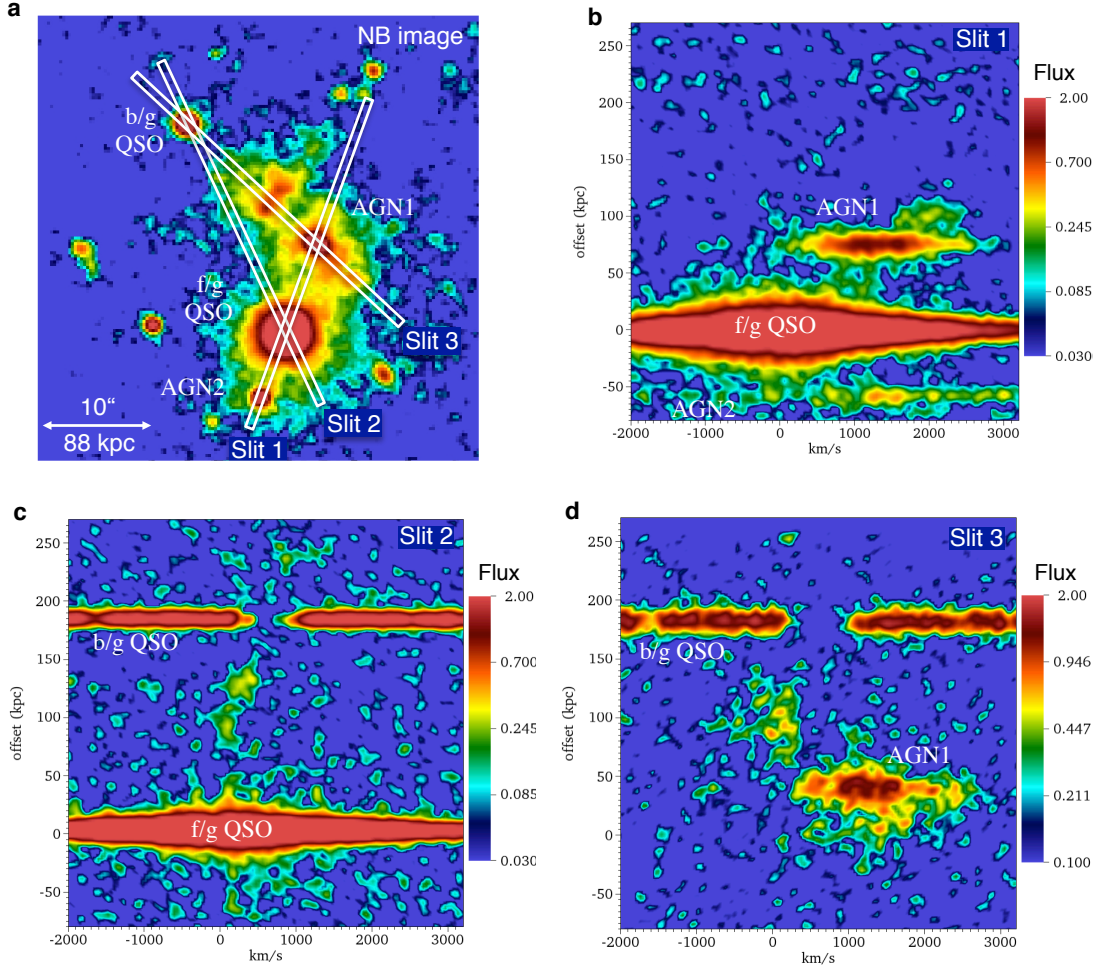 a
NB image
b/g
QSO
AGN1
f/g
QSO
Slit 3
AGN2
10“
Slit 2
88 kpc
Slit 1
b
Slit 1
Flux
250
200
150
100
50
0
-50
offset (kpc)
AGN1
f/g QSO
AGN2
2.00
0.700
0.245
0.085
0.030
-2000 -1000 0 1000 2000 3000
km/s
c
Slit 2
Flux
250
200
150
100
50
0
-50
offset (kpc)
b/g QSO
f/g QSO
2.00
0.700
0.245
0.085
0.030
-2000 -1000 0 1000 2000 3000
km/s
d
Slit 3
Flux
250
200
150
100
50
0
-50
offset (kpc)
b/g QSO
AGN1
2.00
0.946
0.447
0.211
0.100
-2000 -1000 0 1000 2000 3000
km/s